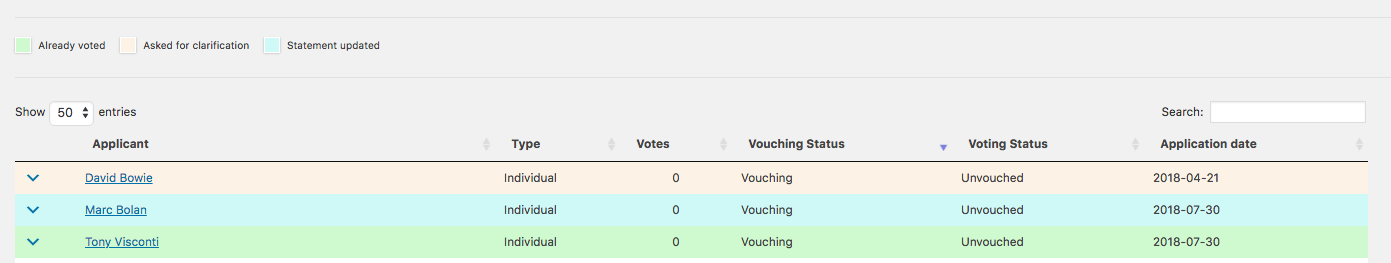 Already voted Asked for clarification Statement updated
Show 50 entries Search:
Applicant Type Votes Vouching Status Voting Status Application date
David Bowie Individual 0 Vouching Unvouched 2018-04-21
Marc Bolan Individual 0 Vouching Unvouched 2018-07-30
Tony Visconti Individual 0 Vouching Unvouched 2018-07-30